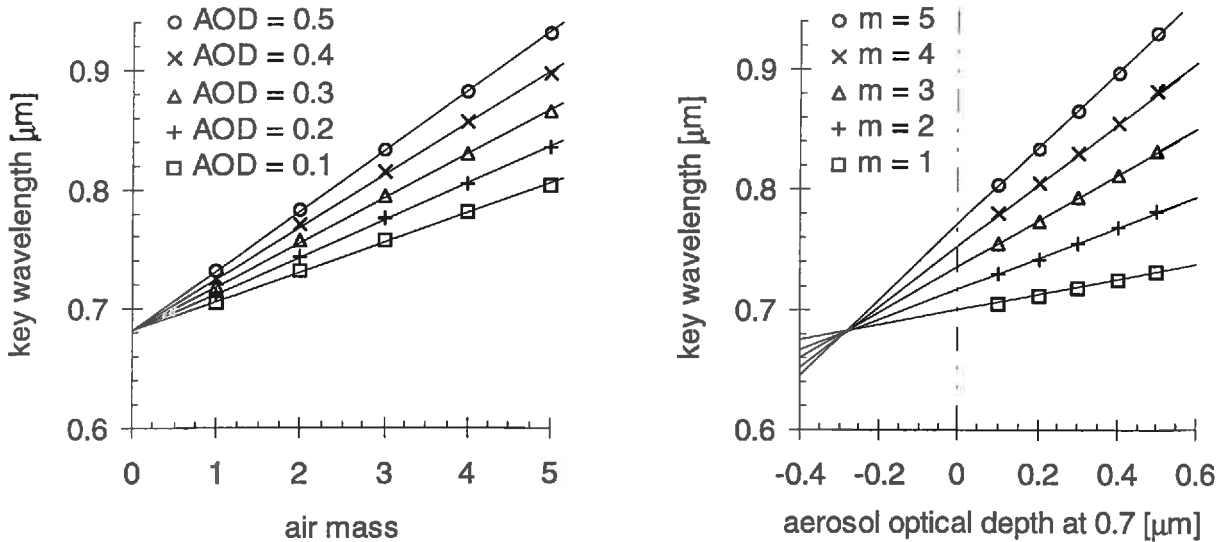 AOD = 0.5
AOD = 0.4
AOD = 0.3
AOD = 0.2
AOD = 0.1
key wavelength [μm]
0.9
0.8
0.7
0.6
0 1 2 3 4 5
air mass
m = 5
m = 4
m = 3
m = 2
m = 1
key wavelength [μm]
0.9
0.8
0.7
0.6
-0.4 -0.2 0 0.2 0.4 0.6
aerosol optical depth at 0.7 [μm]